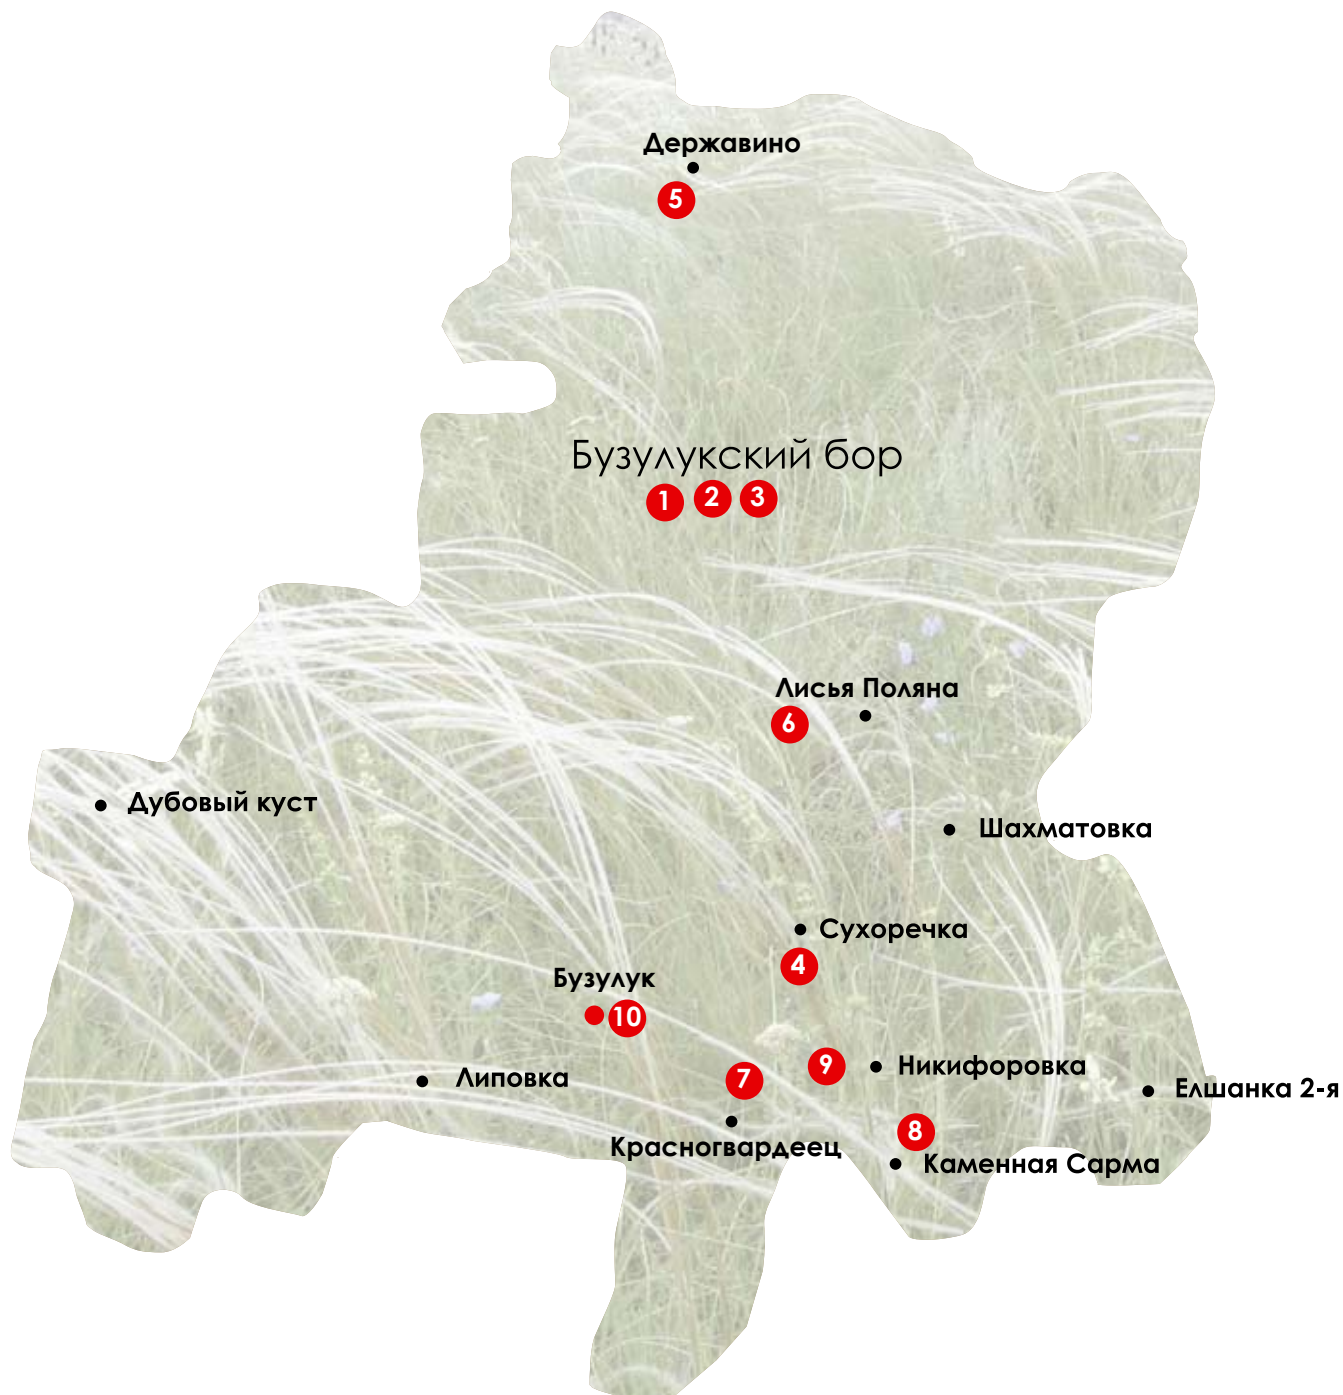 Державино
5
Бузулукский бор
1 2 3
Лисья Поляна
6
Дубовый куст
Шахматовка
Сухоречка
4
Бузулук
10
Липовка
7
9
Никифоровка
Елшанка 2-я
Красногвардеец
8
Каменная Сарма